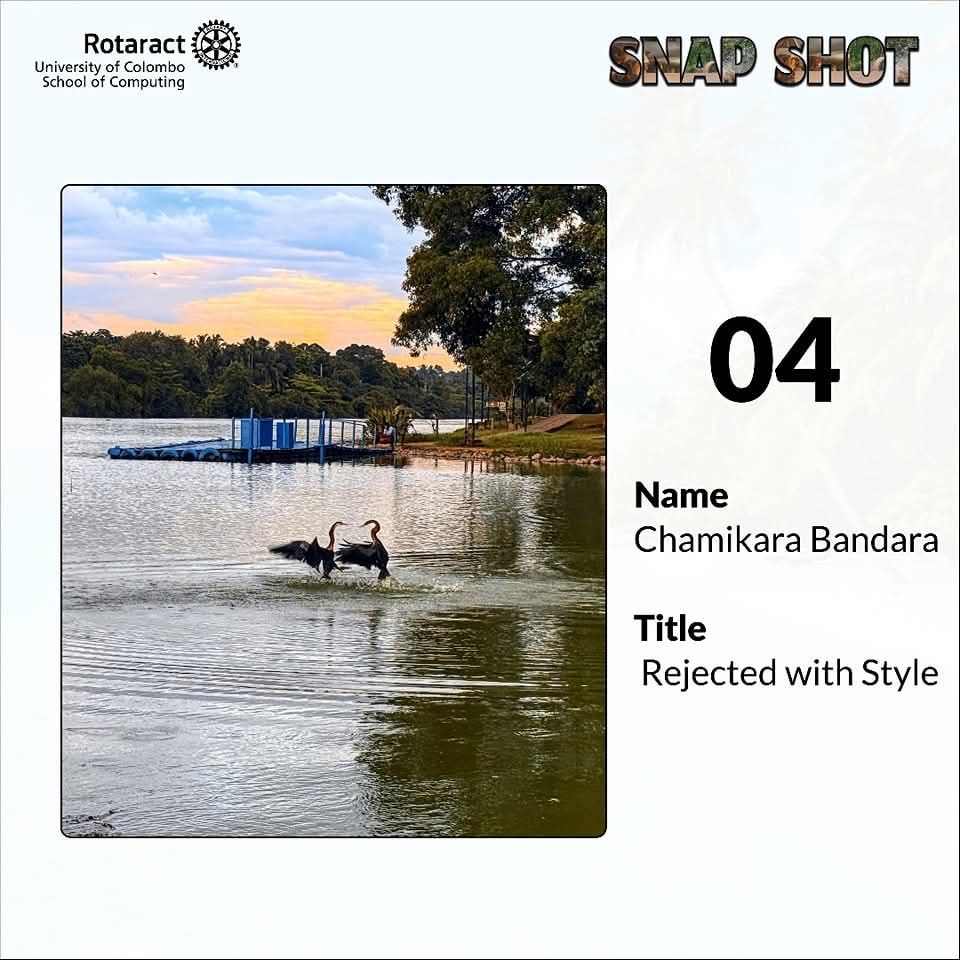 Rotaract
University of Colombo
School of Computing
SNAP SHOT
04
Name
Chamikara Bandara
Title
Rejected with Style